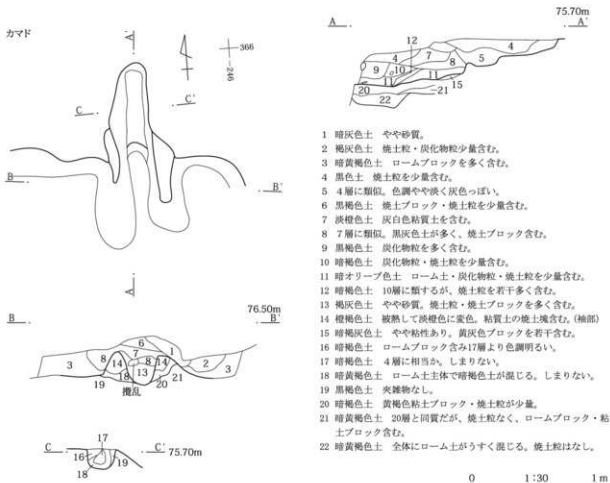 カマド
A
A'
366
-246
C
C'
B
B'
A
75.70m
A
A'
12
4
4
7
8
5
9
10
11
11
15
20
21
22
76.50m
B
B'
6
7
1
3
8
14
8
14
2
3
13
19
18
20
21
撹乱
17
C
C'
75.70m
16
19
18
1 暗灰色土 やや砂質。
2 褐灰色土 焼土粒・炭化物粒少量含む。
3 暗黄褐色土 ロームブロックを多く含む。
4 黒色土 焼土粒を少量含む。
5 4層に類似。色調やや淡く灰色っぽい。
6 黒褐色土 焼土ブロック・焼土粒を少量含む。
7 淡橙色土 灰白色粘質土を含む。
8 7層に類似。黒灰色土が多く、焼土ブロック含む。
9 黒褐色土 炭化物粒を多く含む。
10 暗褐色土 炭化物粒・焼土粒を少量含む。
11 暗オリーブ色土 ローム土・炭化物粒・焼土粒を少量含む。
12 暗褐色土 10層に類するが、焼土粒を若干多く含む。
13 褐灰色土 やや砂質。焼土粒・焼土ブロックを多く含む。
14 橙褐色土 被熱して淡橙色に変色。粘質土の焼土塊含む。(袖部)
15 暗褐灰色土 やや粘性あり。黄灰色ブロックを若干含む。
16 暗褐色土 ロームブロック含み17層より色調明るい。
17 暗褐色土 4層に相当か。しまりない。
18 暗黄褐色土 ローム土主体で暗褐色土が混じる。しまりない。
19 黒褐色土 夾雑物なし。
20 暗褐色土 黄褐色粘土ブロック・焼土粒が少量。
21 暗黄褐色土 20層と同質だが、焼土粒なく、ロームブロック・粘
土ブロック含む。
22 暗黄褐色土 全体にローム土がうすく混じる。焼土粒はなし。
0 1:30 1m